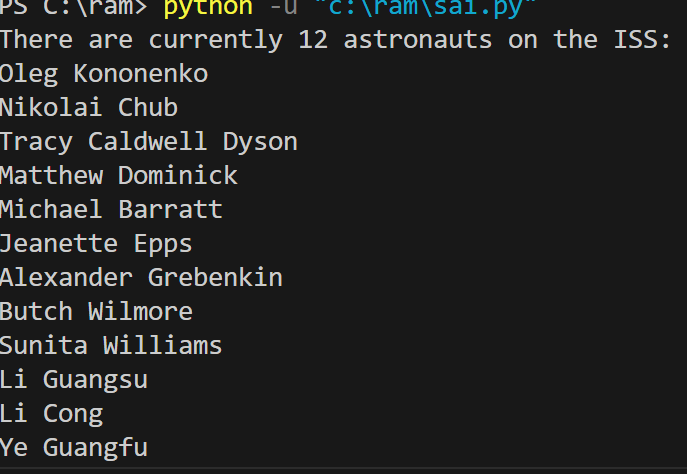 PS C:\ram> python -u "c:\ram\sai.py"
There are currently 12 astronauts on the ISS:
Oleg Kononenko
Nikolai Chub
Tracy Caldwell Dyson
Matthew Dominick
Michael Barratt
Jeanette Epps
Alexander Grebenkin
Butch Wilmore
Sunita Williams
Li Guangsu
Li Cong
Ye Guangfu